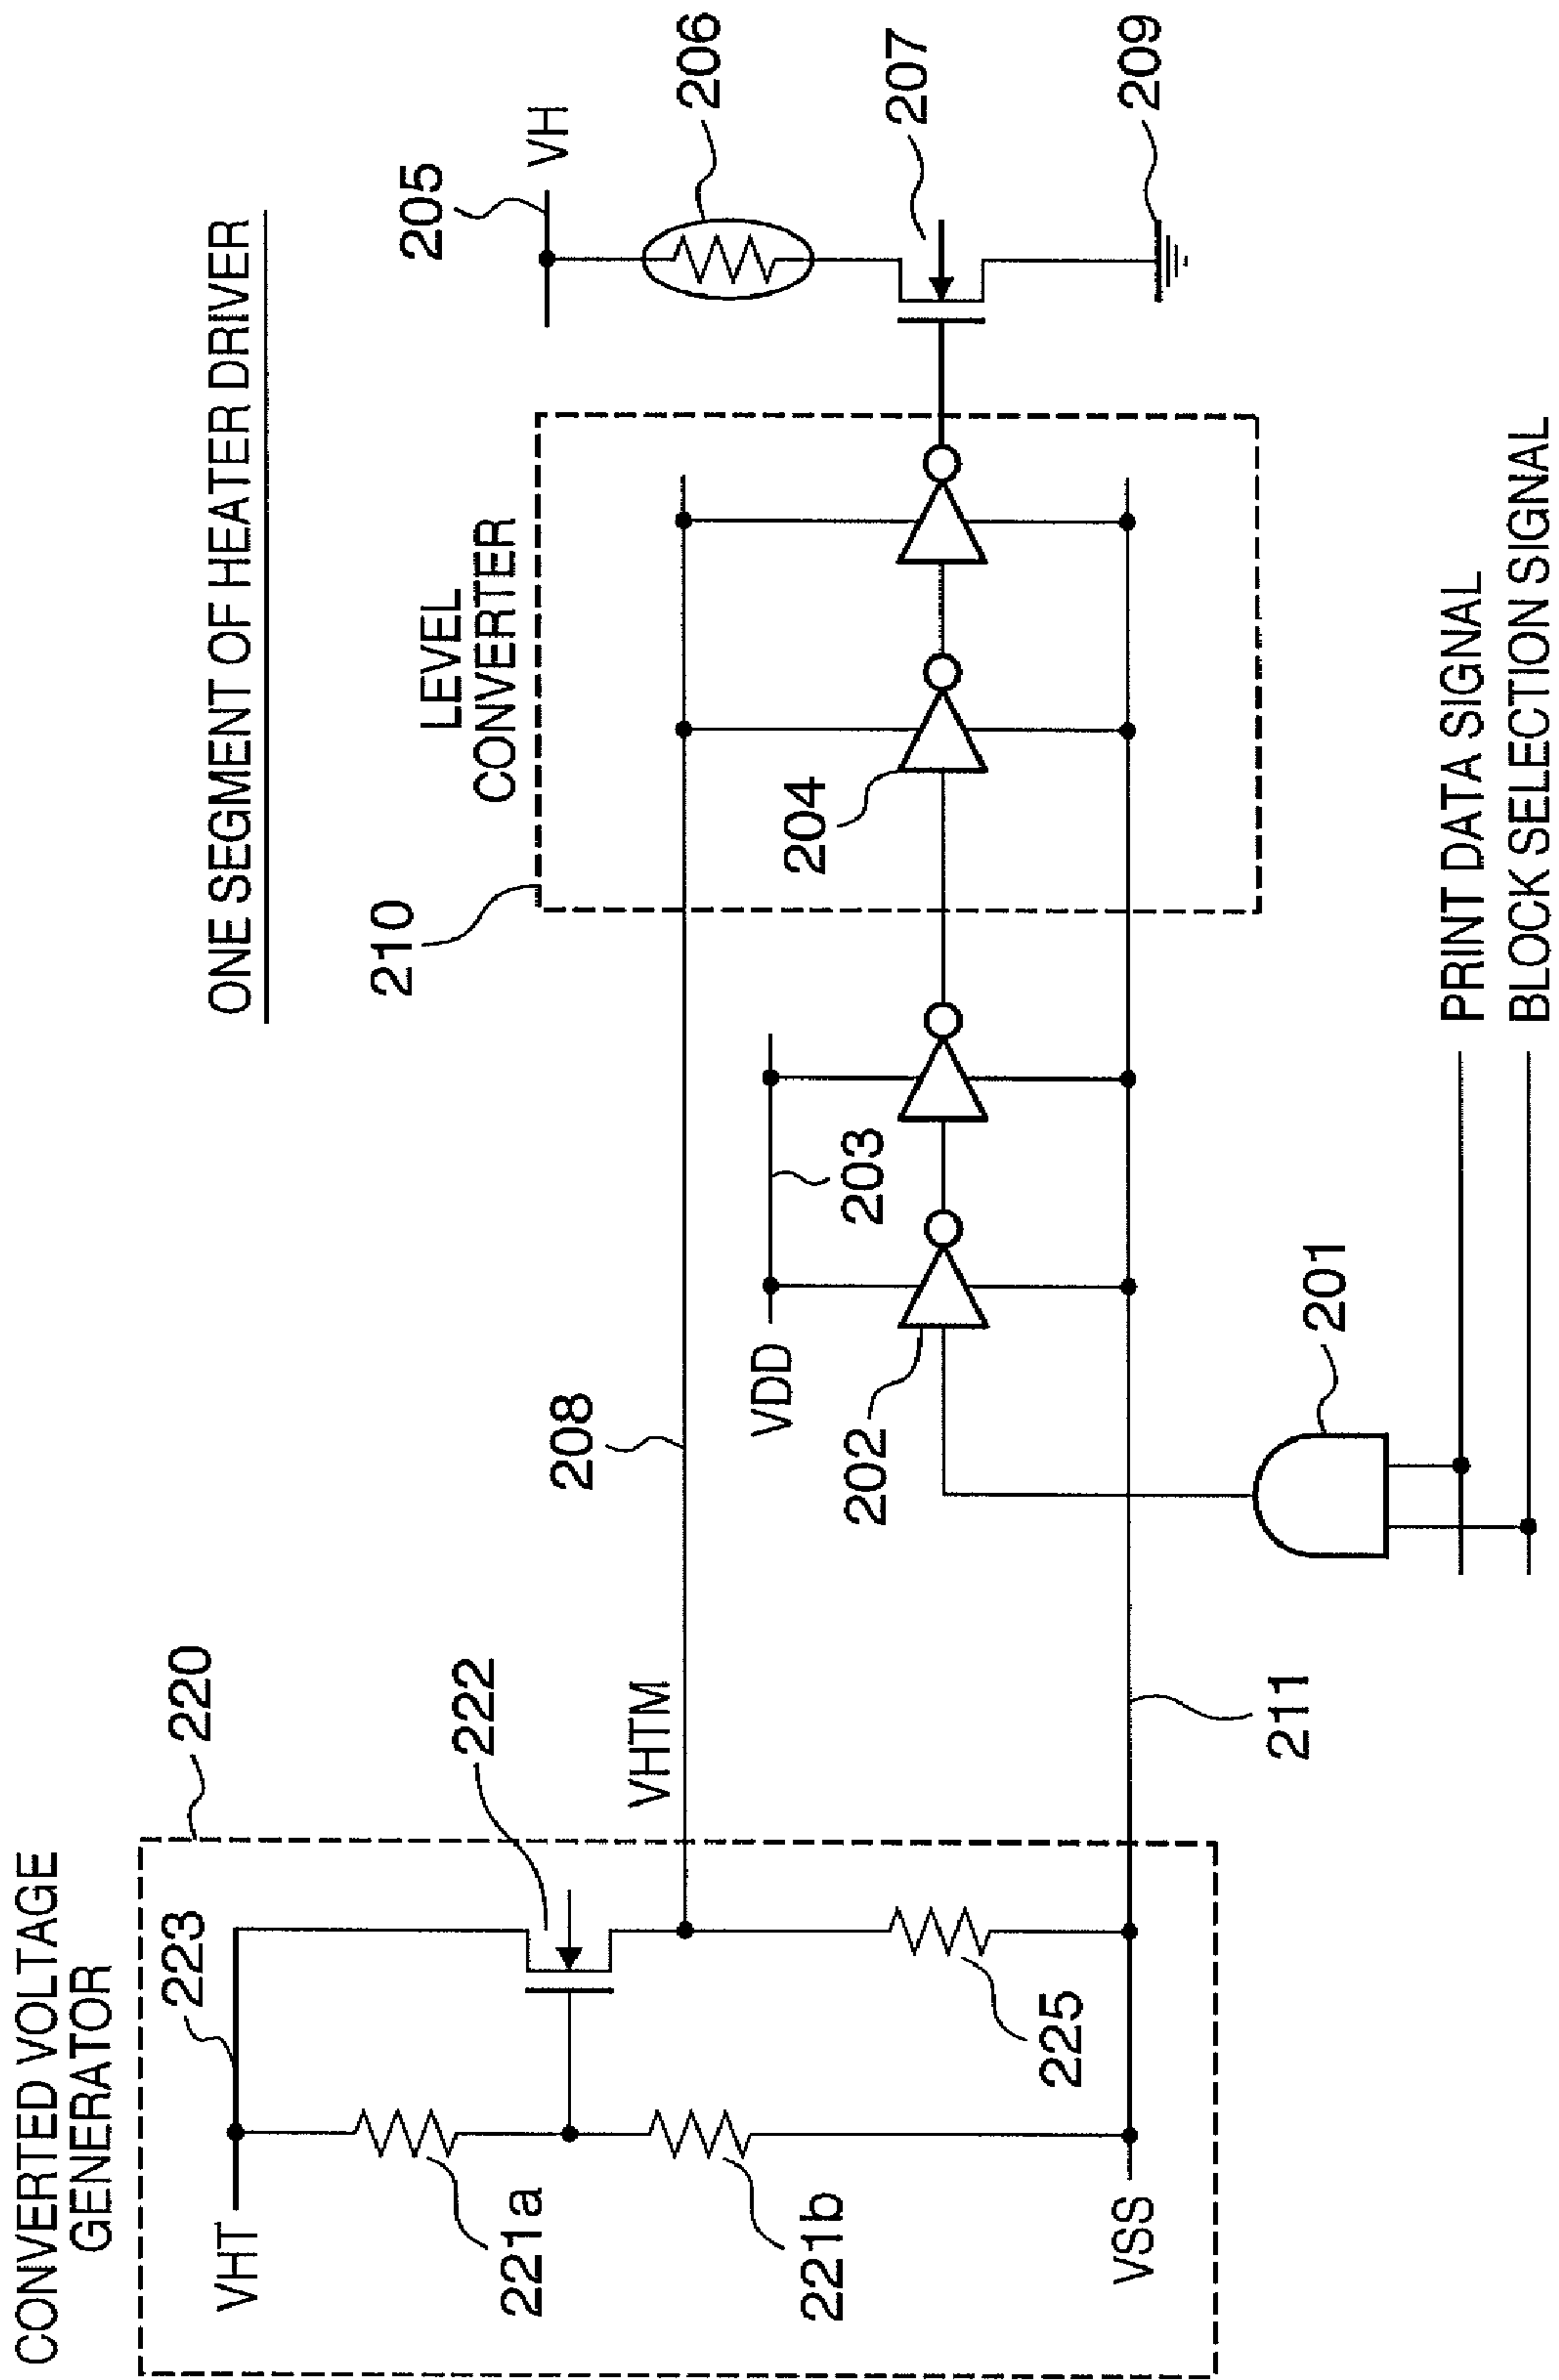 ONE SEGMENT OF HEATER DRIVER
CONVERTED VOLTAGE
GENERATOR
220
223
VHT
221a
221b
222
225
VSS
VHTM
208
211
VDD
203
202
201
210
LEVEL
CONVERTER
204
205
VH
206
207
209
PRINT DATA SIGNAL
BLOCK SELECTION SIGNAL